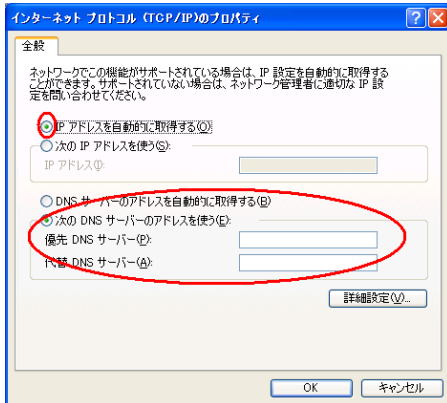 インターネット プロトコル (TCP/IP)のプロパティ
全般
ネットワークでこの機能がサポートされている場合は、IP 設定を自動的に取得する
ことができます。サポートされていない場合は、ネットワーク管理者に適切な IP 設
定を問い合わせてください。
IP アドレスを自動的に取得する(O)
次の IP アドレスを使う(S):
IP アドレス(I):
DNS サーバーのアドレスを自動的に取得する(B)
次の DNS サーバーのアドレスを使う(E):
優先 DNS サーバー(P):
代替 DNS サーバー(A):
詳細設定(V)...
OK
キャンセル